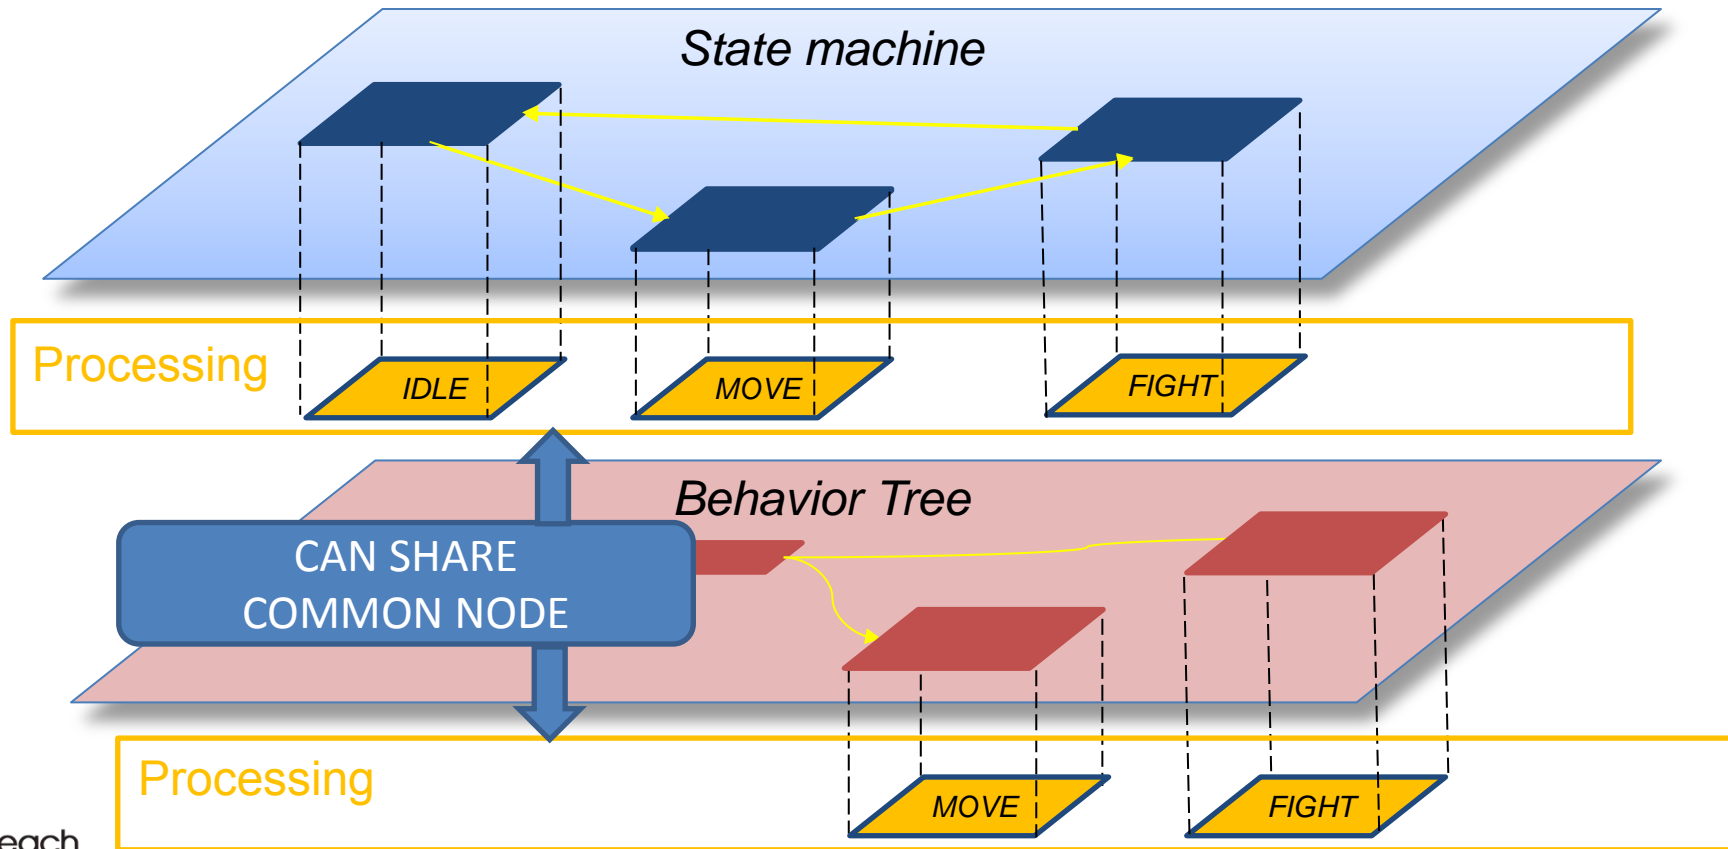 State machine
Processing
IDLE
MOVE
FIGHT
Behavior Tree
CAN SHARE
COMMON NODE
Processing
MOVE
FIGHT